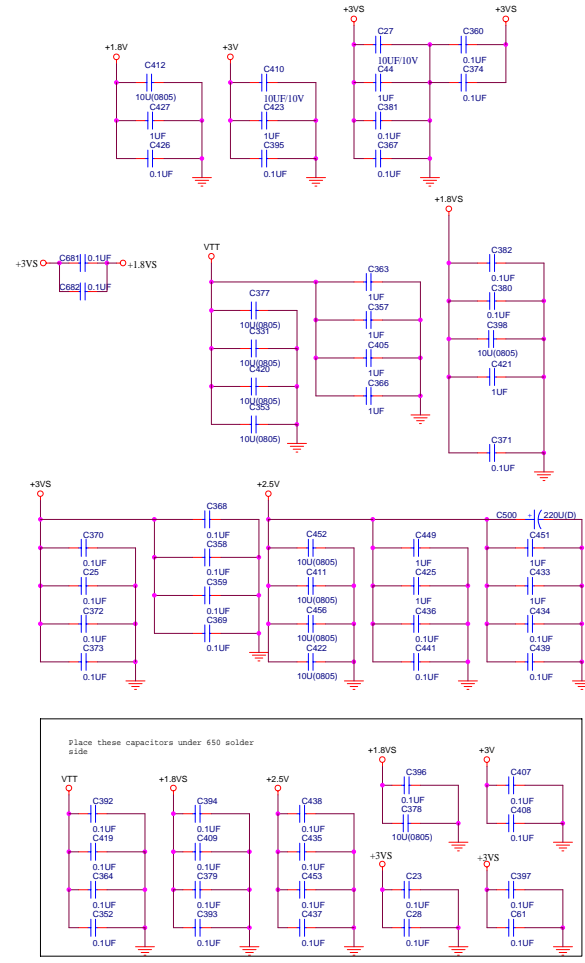 +3VS
+3VS
C27
C360
10UF/10V
0.1UF
C44
C374
1UF
0.1UF
C381
0.1UF
C367
0.1UF
+1.8V
+3V
C412
C410
10U(0805)
10UF/10V
C427
C423
1UF
1UF
C426
C395
0.1UF
0.1UF
+3VS
C681
0.1UF
+1.8VS
C682
0.1UF
VTT
C377
10U(0805)
C331
10U(0805)
C420
10U(0805)
C353
10U(0805)
C363
1UF
C357
1UF
C405
1UF
C366
1UF
+1.8VS
C382
0.1UF
C380
0.1UF
C398
10U(0805)
C421
1UF
C371
0.1UF
+3VS
C370
0.1UF
C25
0.1UF
C372
0.1UF
C373
0.1UF
C368
0.1UF
C358
0.1UF
C359
0.1UF
C369
0.1UF
+2.5V
C452
10U(0805)
C411
10U(0805)
C456
10U(0805)
C422
10U(0805)
C449
1UF
C425
1UF
C436
0.1UF
C441
0.1UF
C500
+
220U(D)
C451
1UF
C433
1UF
C434
0.1UF
C439
0.1UF
Place these capacitors under 650 solder
side
VTT
C392
0.1UF
C419
0.1UF
C364
0.1UF
C352
0.1UF
+1.8VS
C394
0.1UF
C409
0.1UF
C379
0.1UF
C393
0.1UF
+2.5V
C438
0.1UF
C435
0.1UF
C453
0.1UF
C437
0.1UF
+1.8VS
C396
0.1UF
C378
10U(0805)
+3V
C407
0.1UF
C408
0.1UF
+3VS
C23
0.1UF
C28
0.1UF
+3VS
C397
0.1UF
C61
0.1UF